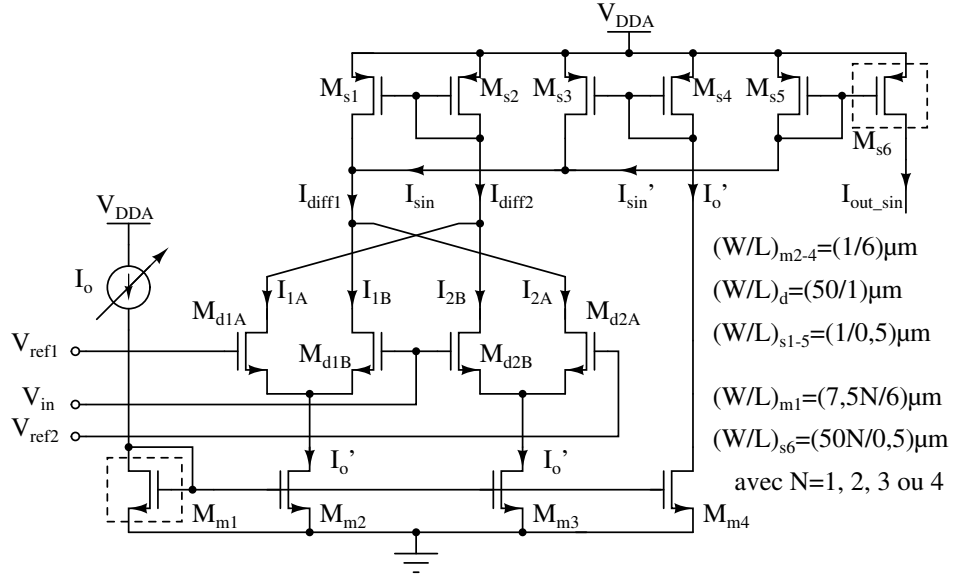 V_DDA
M_s1
M_s2
M_s3
M_s4
M_s5
M_s6
I_diff1
I_sin
I_diff2
I_sin'
I_o'
I_out_sin
V_DDA
I_o
I_1A
I_1B
I_2B
I_2A
M_d1A
M_d1B
M_d2B
M_d2A
V_ref1
V_in
V_ref2
I_o'
I_o'
M_m1
M_m2
M_m3
M_m4
(W/L)_m2-4=(1/6)µm
(W/L)_d=(50/1)µm
(W/L)_s1-5=(1/0,5)µm
(W/L)_m1=(7,5N/6)µm
(W/L)_s6=(50N/0,5)µm
avec N=1, 2, 3 ou 4